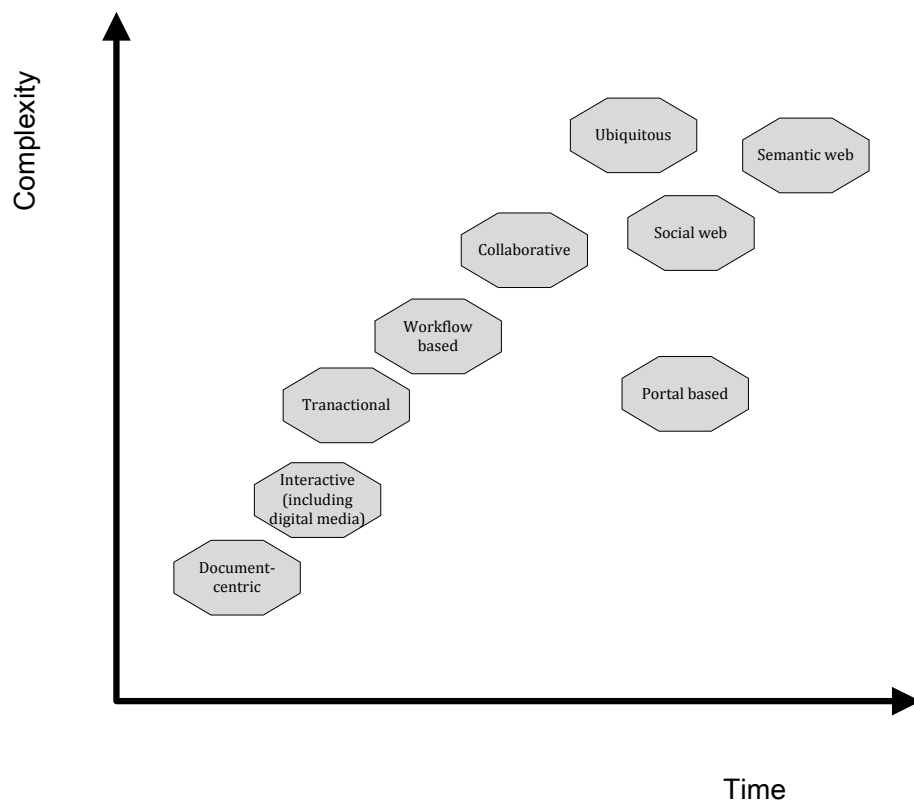 Complexity
Ubiquitous
Semantic web
Social web
Collaborative
Workflow
based
Portal based
Tranactional
Interactive
(including
digital media)
Document-
centric
Time